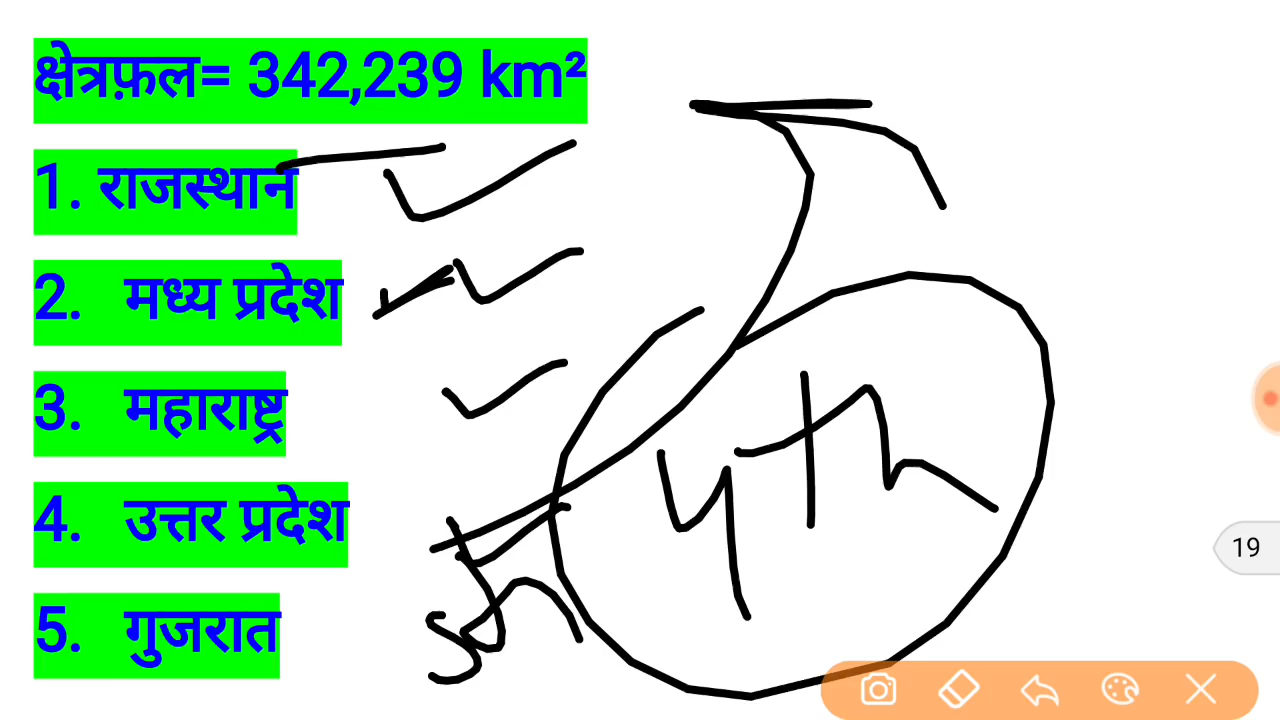 क्षेत्रफ़ल= 342,239 km²
1. राजस्थान
2. मध्य प्रदेश
3. महाराष्ट्र
4. उत्तर प्रदेश
5. गुजरात
4th
5th
19